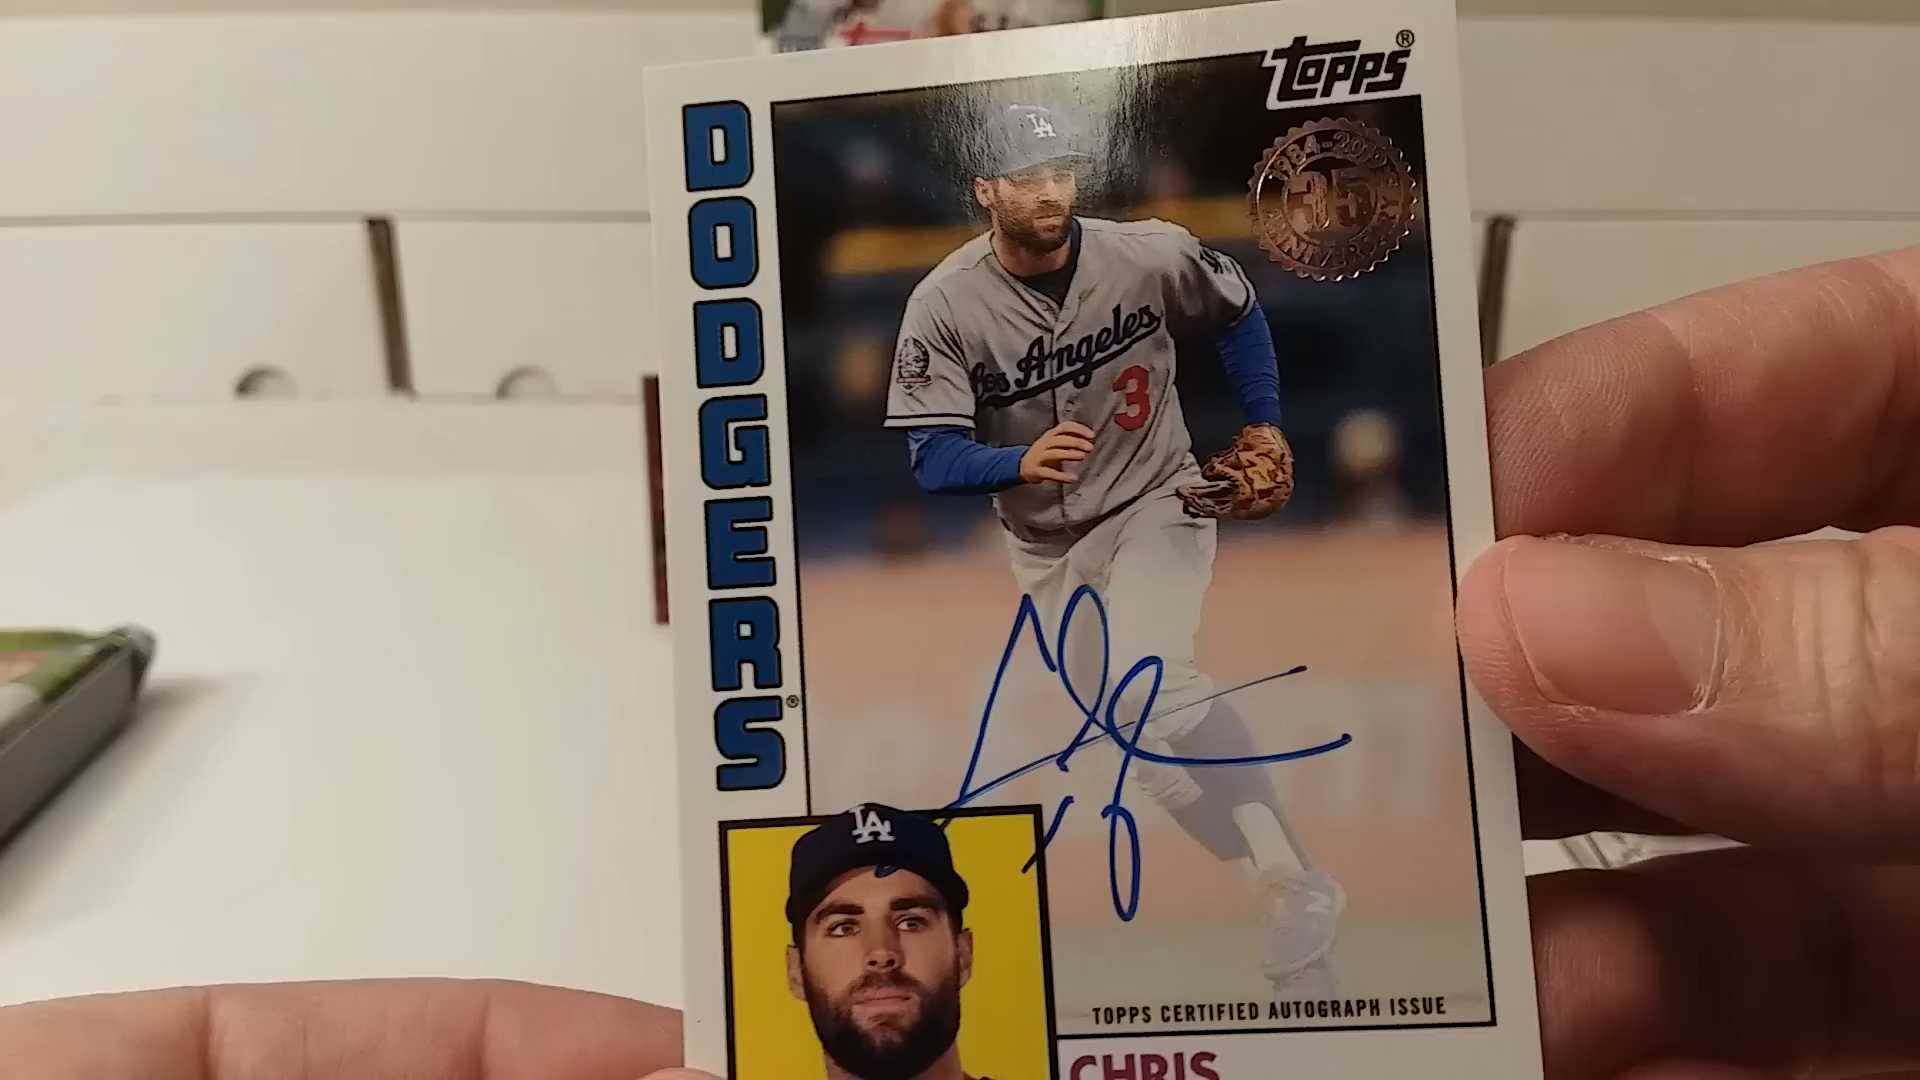 topps®
1984-2019
35
ANNIVERSARY
DODGERS®
LA
Los Angeles
3
LA
N
TOPPS CERTIFIED AUTOGRAPH ISSUE
CHRIS